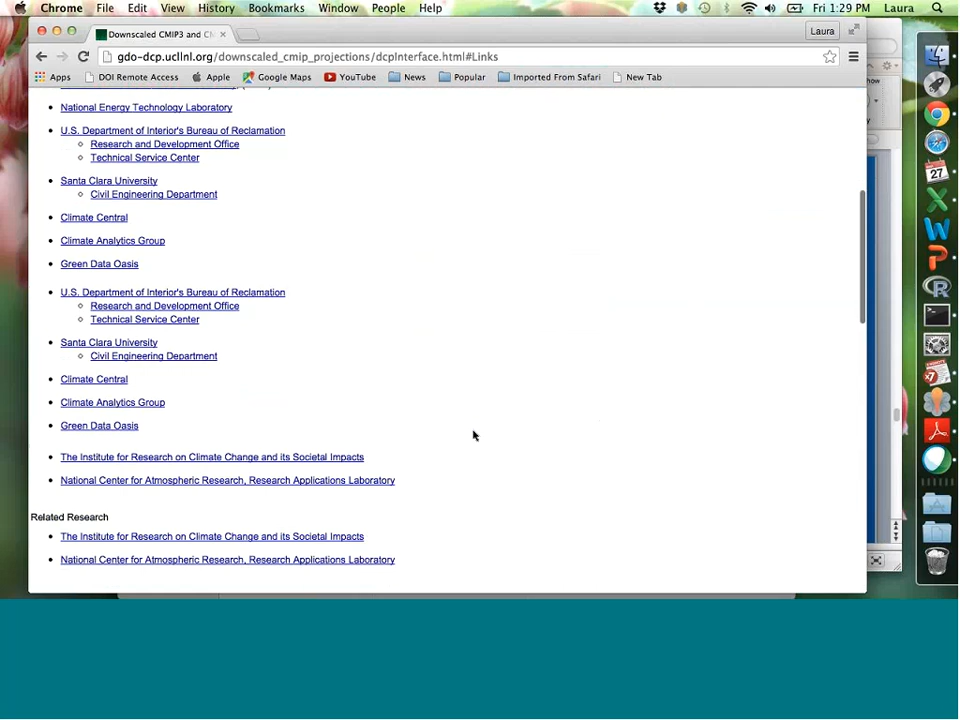 Chrome File Edit View History Bookmarks Window People Help Fri 1:29 PM Laura
Downscaled CMIP3 and C Laura
gdo-dcp.ucllnl.org/downscaled_cmip_projections/dcpInterface.html#Links
Apps DOI Remote Access Apple Google Maps YouTube News Popular Imported From Safari New Tab
National Energy Technology Laboratory
U.S. Department of Interior's Bureau of Reclamation
Research and Development Office
Technical Service Center
Santa Clara University
Civil Engineering Department
Climate Central
Climate Analytics Group
Green Data Oasis
U.S. Department of Interior's Bureau of Reclamation
Research and Development Office
Technical Service Center
Santa Clara University
Civil Engineering Department
Climate Central
Climate Analytics Group
Green Data Oasis
The Institute for Research on Climate Change and its Societal Impacts
National Center for Atmospheric Research, Research Applications Laboratory
Related Research
The Institute for Research on Climate Change and its Societal Impacts
National Center for Atmospheric Research, Research Applications Laboratory
27